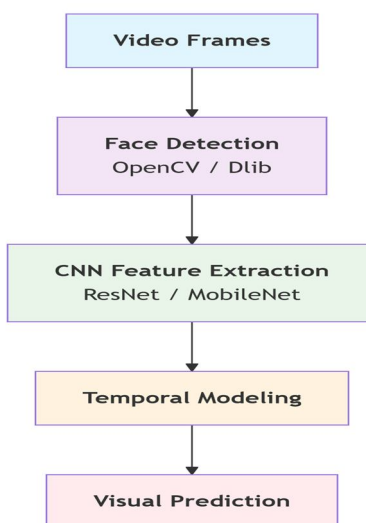 Video Frames
Face Detection
OpenCV / Dlib
CNN Feature Extraction
ResNet / MobileNet
Temporal Modeling
Visual Prediction